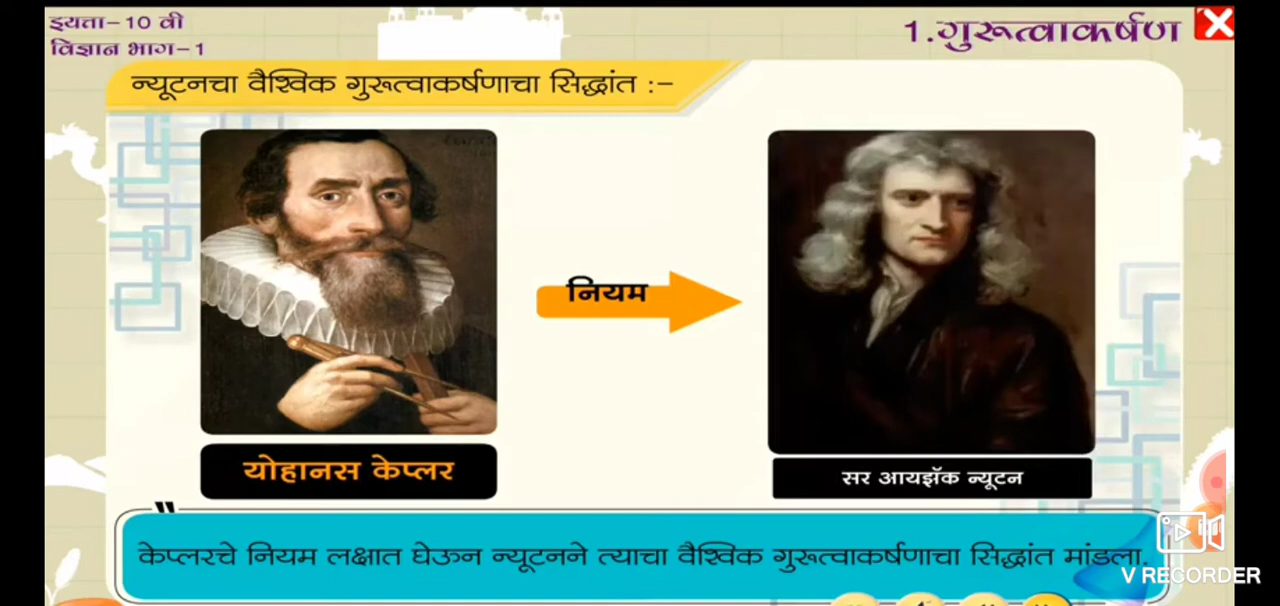 इयत्ता-10 वी
विज्ञान भाग-1
1.गुरूत्वाकर्षण
न्यूटनचा वैश्विक गुरूत्वाकर्षणाचा सिद्धांत :-
नियम
योहानस केप्लर
सर आयझॅक न्यूटन
केप्लरचे नियम लक्षात घेऊन न्यूटनने त्याचा वैश्विक गुरूत्वाकर्षणाचा सिद्धांत मांडला.
V RECORDER